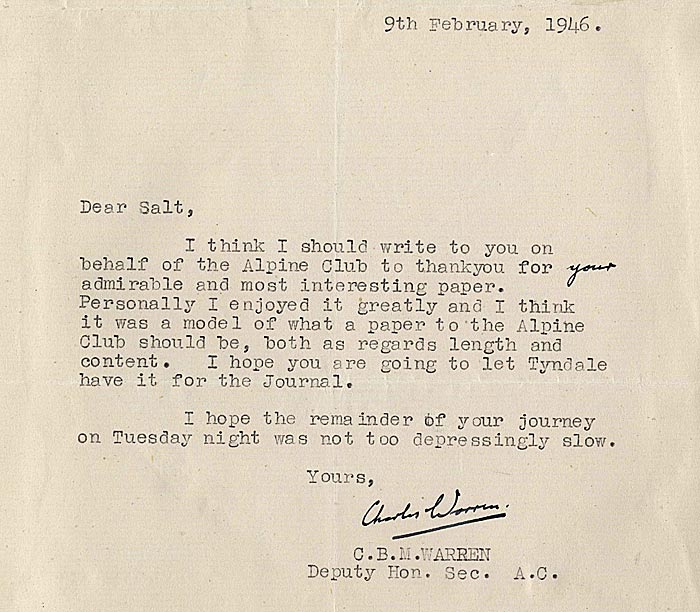 9th February, 1946.
Dear Salt,
I think I should write to you on
behalf of the Alpine Club to thankyou for your
admirable and most interesting paper.
Personally I enjoyed it greatly and I think
it was a model of what a paper to the Alpine
Club should be, both as regards length and
content. I hope you are going to let Tyndale
have it for the Journal.
I hope the remainder of your journey
on Tuesday night was not too depressingly slow.
Yours,
Charles Warren.
C.B.M.WARREN
Deputy Hon. Sec. A.C.